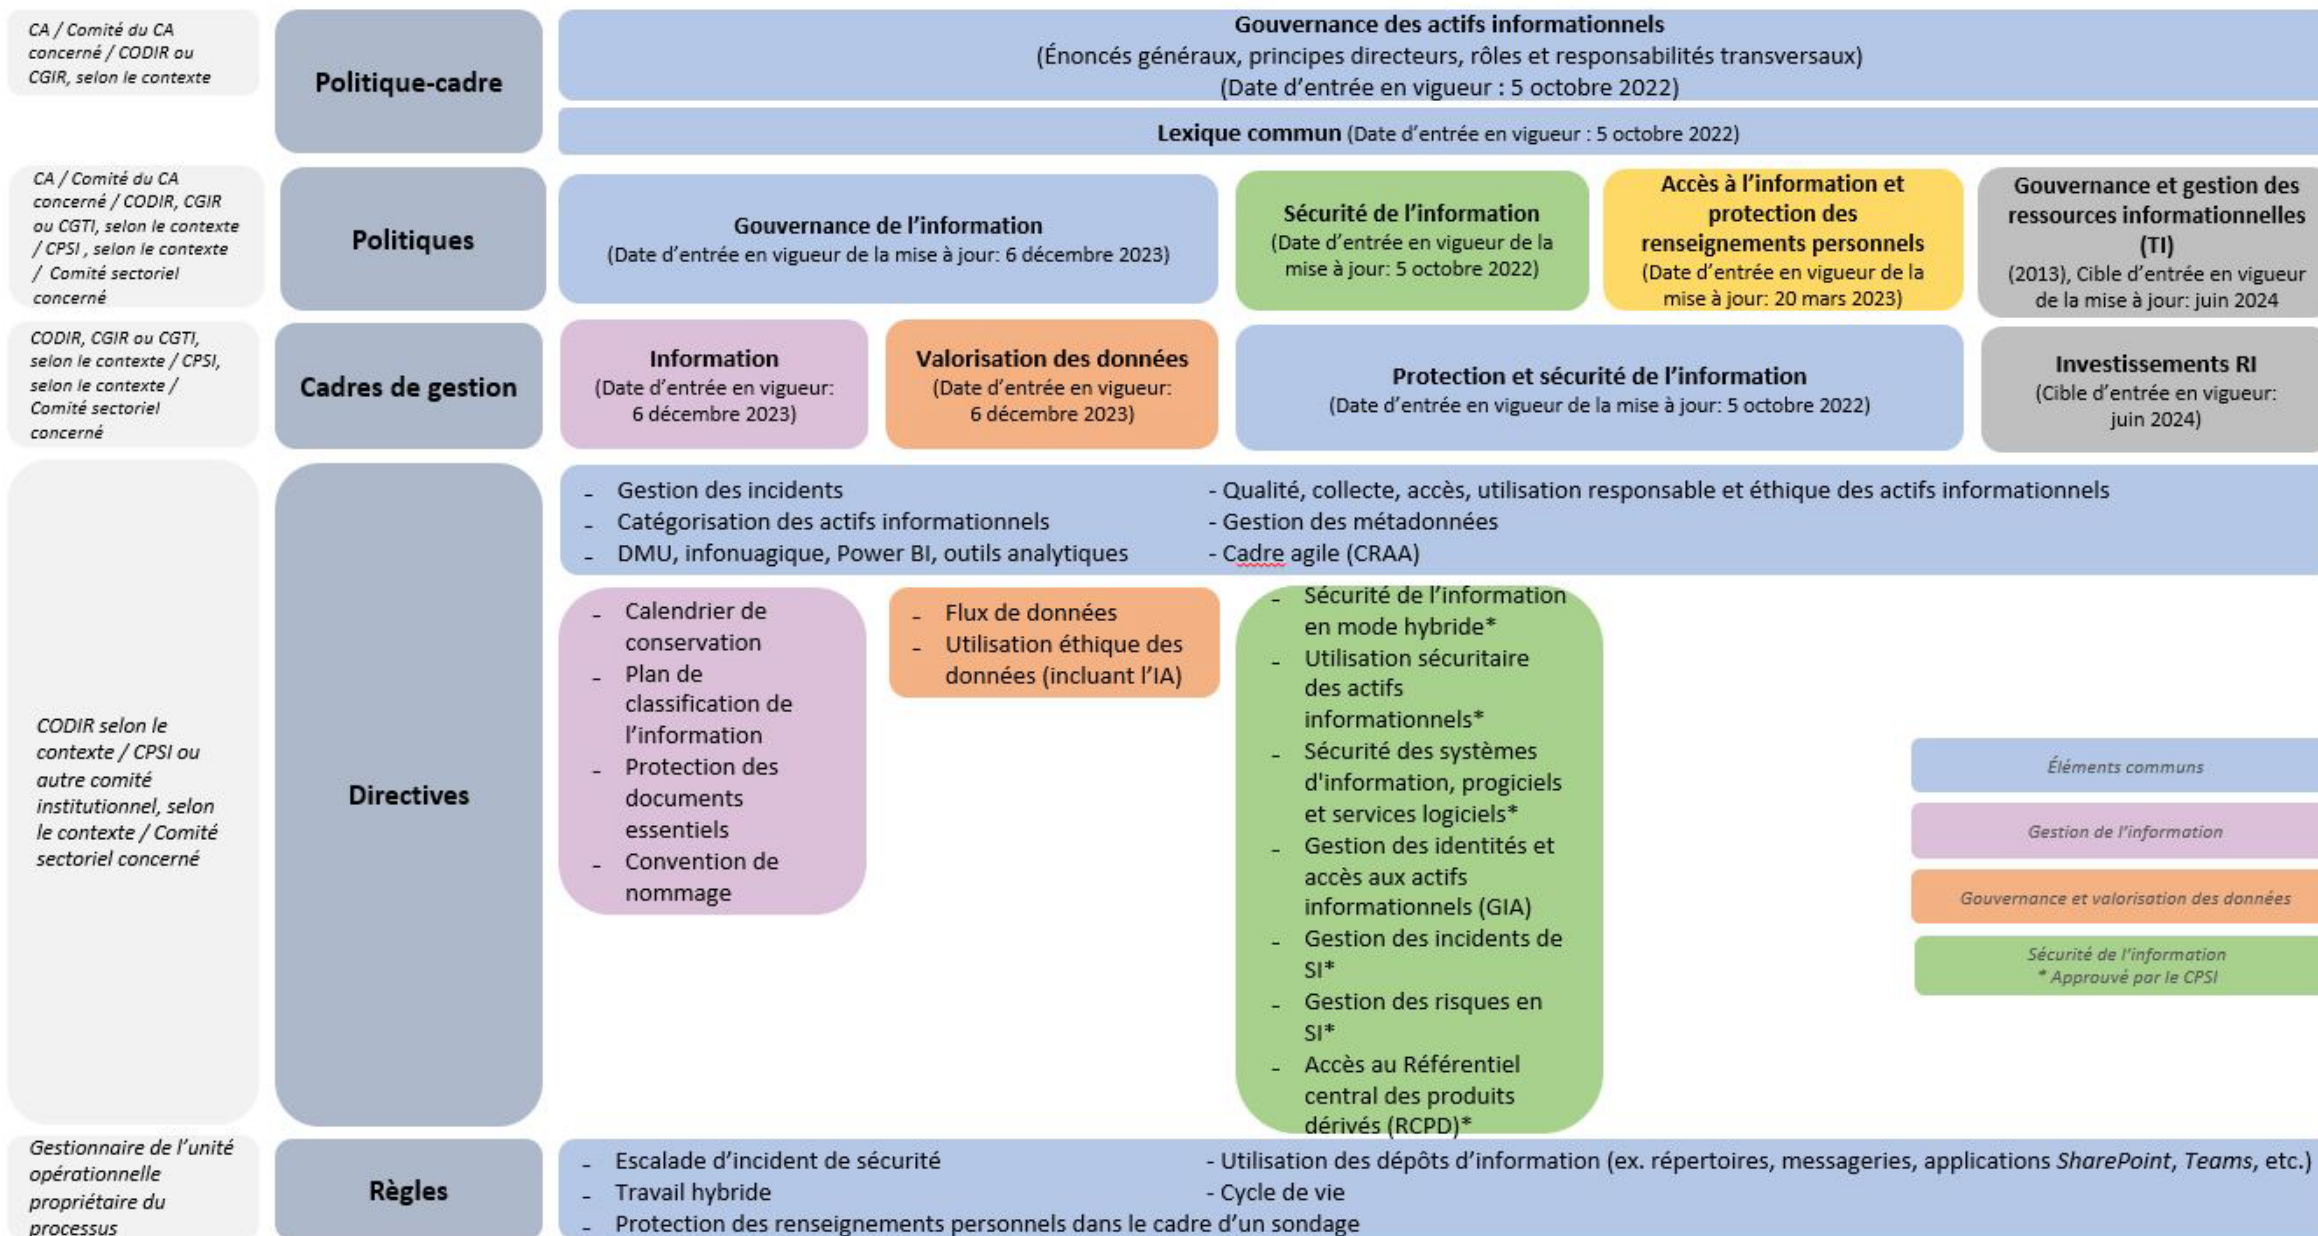 CA / Comité du CA
concerné / CODIR ou
CGIR, selon le contexte
Politique-cadre
Gouvernance des actifs informationnels
(Énoncés généraux, principes directeurs, rôles et responsabilités transversaux)
(Date d'entrée en vigueur : 5 octobre 2022)
Lexique commun (Date d'entrée en vigueur : 5 octobre 2022)
CA / Comité du CA
concerné / CODIR, CGIR
ou CGTI, selon le contexte
/ CPSI , selon le contexte
/ Comité sectoriel
concerné
Politiques
Gouvernance de l'information
(Date d'entrée en vigueur de la mise à jour: 6 décembre 2023)
Sécurité de l'information
(Date d'entrée en vigueur de la
mise à jour: 5 octobre 2022)
Accès à l'information et
protection des
renseignements personnels
(Date d'entrée en vigueur de la
mise à jour: 20 mars 2023)
Gouvernance et gestion des
ressources informationnelles
(TI)
(2013), Cible d'entrée en vigueur
de la mise à jour: juin 2024
CODIR, CGIR ou CGTI,
selon le contexte / CPSI,
selon le contexte /
Comité sectoriel
concerné
Cadres de gestion
Information
(Date d'entrée en vigueur:
6 décembre 2023)
Valorisation des données
(Date d'entrée en vigueur:
6 décembre 2023)
Protection et sécurité de l'information
(Date d'entrée en vigueur de la mise à jour: 5 octobre 2022)
Investissements RI
(Cible d'entrée en vigueur:
juin 2024)
CODIR selon le
contexte / CPSI ou
autre comité
institutionnel, selon
le contexte / Comité
sectoriel concerné
Directives
- Gestion des incidents
- Catégorisation des actifs informationnels
- DMU, infonuagique, Power BI, outils analytiques
- Qualité, collecte, accès, utilisation responsable et éthique des actifs informationnels
- Gestion des métadonnées
- Cadre agile (CRAA)
- Calendrier de
conservation
- Plan de
classification de
l'information
- Protection des
documents
essentiels
- Convention de
nommage
- Flux de données
- Utilisation éthique des
données (incluant l'IA)
- Sécurité de l'information
en mode hybride*
- Utilisation sécuritaire
des actifs
informationnels*
- Sécurité des systèmes
d'information, progiciels
et services logiciels*
- Gestion des identités et
accès aux actifs
informationnels (GIA)
- Gestion des incidents de
SI*
- Gestion des risques en
SI*
- Accès au Référentiel
central des produits
dérivés (RCPD)*
Éléments communs
Gestion de l'information
Gouvernance et valorisation des données
Sécurité de l'information
* Approuvé par le CPSI
Gestionnaire de l'unité
opérationnelle
propriétaire du
processus
Règles
- Escalade d'incident de sécurité
- Travail hybride
- Protection des renseignements personnels dans le cadre d'un sondage
- Utilisation des dépôts d'information (ex. répertoires, messageries, applications SharePoint, Teams, etc.)
- Cycle de vie